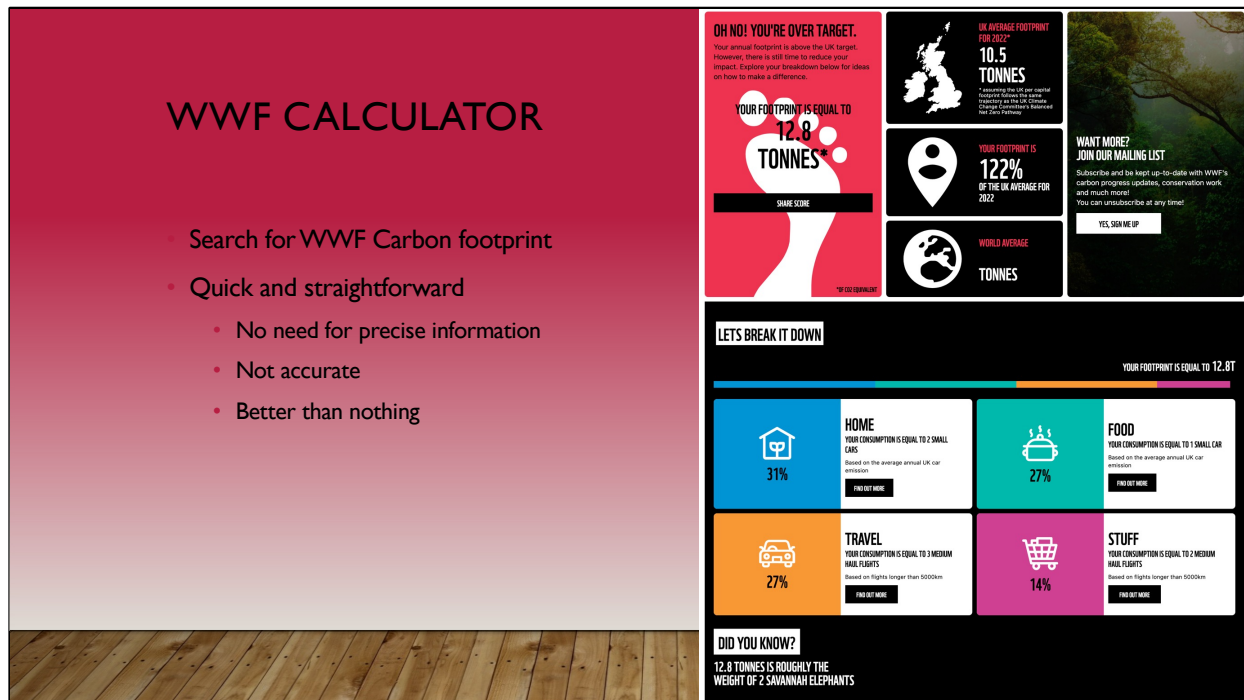 WWF CALCULATOR
Search for WWF Carbon footprint
Quick and straightforward
No need for precise information
Not accurate
Better than nothing
OH NO! YOU'RE OVER TARGET.
Your annual footprint is above the UK target.
However, there is still time to reduce your
impact. Explore your breakdown below for ideas
on how to make a difference.
YOUR FOOTPRINT IS EQUAL TO
12.8
TONNES*
SHARE SCORE
*OF CO2 EQUIVALENT
UK AVERAGE FOOTPRINT
FOR 2022*
10.5
TONNES
* assuming the UK per capital
footprint follows the same
trajectory as the UK Climate
Change Committee's Balanced
Net Zero Pathway
YOUR FOOTPRINT IS
122%
OF THE UK AVERAGE FOR
2022
WORLD AVERAGE
TONNES
WANT MORE?
JOIN OUR MAILING LIST
Subscribe and be kept up-to-date with WWF's
carbon progress updates, conservation work
and much more!
You can unsubscribe at any time!
YES, SIGN ME UP
LETS BREAK IT DOWN
YOUR FOOTPRINT IS EQUAL TO 12.8T
31%
HOME
YOUR CONSUMPTION IS EQUAL TO 2 SMALL
CARS
Based on the average annual UK car
emission
FIND OUT MORE
27%
FOOD
YOUR CONSUMPTION IS EQUAL TO 1 SMALL CAR
Based on the average annual UK car
emission
FIND OUT MORE
27%
TRAVEL
YOUR CONSUMPTION IS EQUAL TO 3 MEDIUM
HAUL FLIGHTS
Based on flights longer than 5000km
FIND OUT MORE
14%
STUFF
YOUR CONSUMPTION IS EQUAL TO 2 MEDIUM
HAUL FLIGHTS
Based on flights longer than 5000km
FIND OUT MORE
DID YOU KNOW?
12.8 TONNES IS ROUGHLY THE
WEIGHT OF 2 SAVANNAH ELEPHANTS